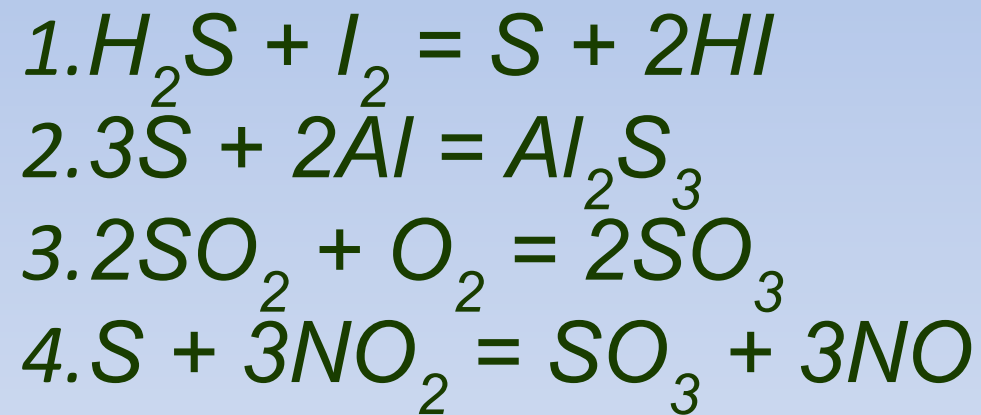 1.H₂S + I₂ = S + 2HI
2.3S + 2Al = Al₂S₃
3.2SO₂ + O₂ = 2SO₃
4.S + 3NO₂ = SO₃ + 3NO